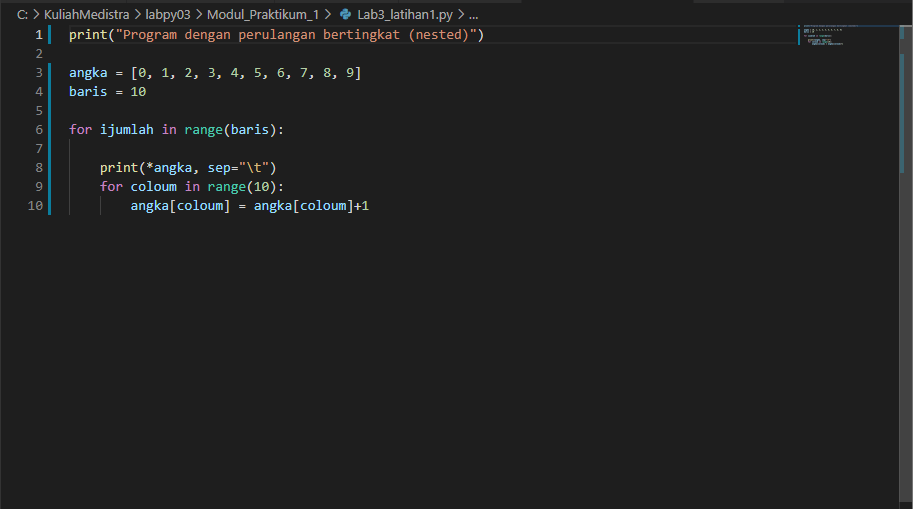 C: > KuliahMedistra > labpy03 > Modul_Praktikum_1 > Lab3_latihan1.py > ...
1 print("Program dengan perulangan bertingkat (nested)")
2
3 angka = [0, 1, 2, 3, 4, 5, 6, 7, 8, 9]
4 baris = 10
5
6 for ijumlah in range(baris):
7
8     print(*angka, sep="\t")
9     for coloum in range(10):
10         angka[coloum] = angka[coloum]+1